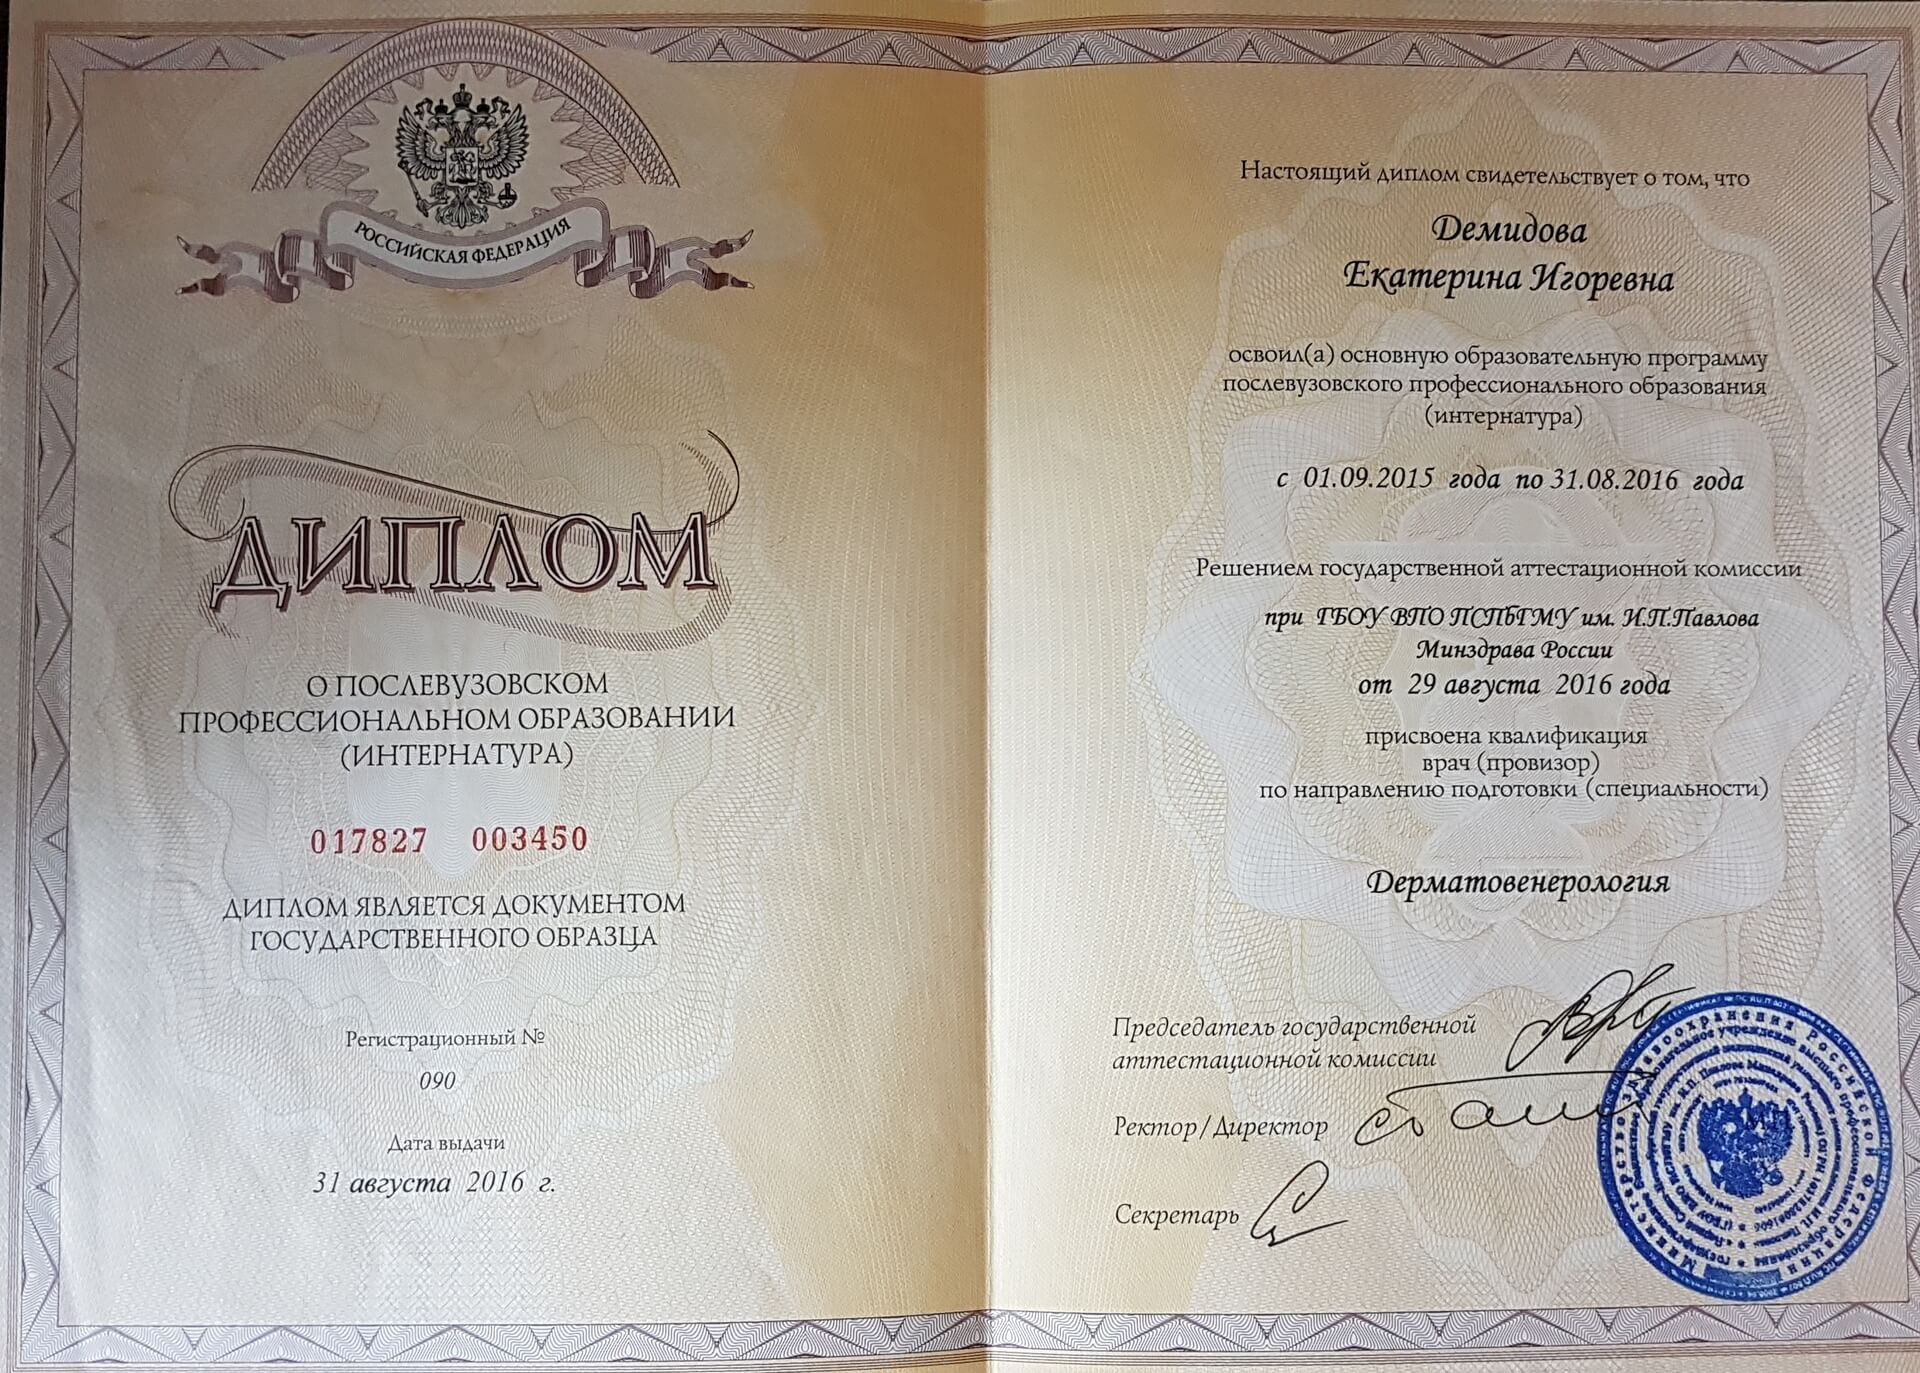 РОССИЙСКАЯ ФЕДЕРАЦИЯ
ДИПЛОМ
О ПОСЛЕВУЗОВСКОМ
ПРОФЕССИОНАЛЬНОМ ОБРАЗОВАНИИ
(ИНТЕРНАТУРА)
017827 003450
ДИПЛОМ ЯВЛЯЕТСЯ ДОКУМЕНТОМ
ГОСУДАРСТВЕННОГО ОБРАЗЦА
Регистрационный №
090
Дата выдачи
31 августа 2016 г.
Настоящий диплом свидетельствует о том, что
Демидова
Екатерина Игоревна
освоил(а) основную образовательную программу
послевузовского профессионального образования
(интернатура)
с 01.09.2015 года по 31.08.2016 года
Решением государственной аттестационной комиссии
при ГБОУ ВПО ПСПбГМУ им. И.П.Павлова
Минздрава России
от 29 августа 2016 года
присвоена квалификация
врач (провизор)
по направлению подготовки (специальности)
Дерматовенерология
Председатель государственной
аттестационной комиссии
Ректор / Директор
Секретарь
Министерство здравоохранения Российской Федерации